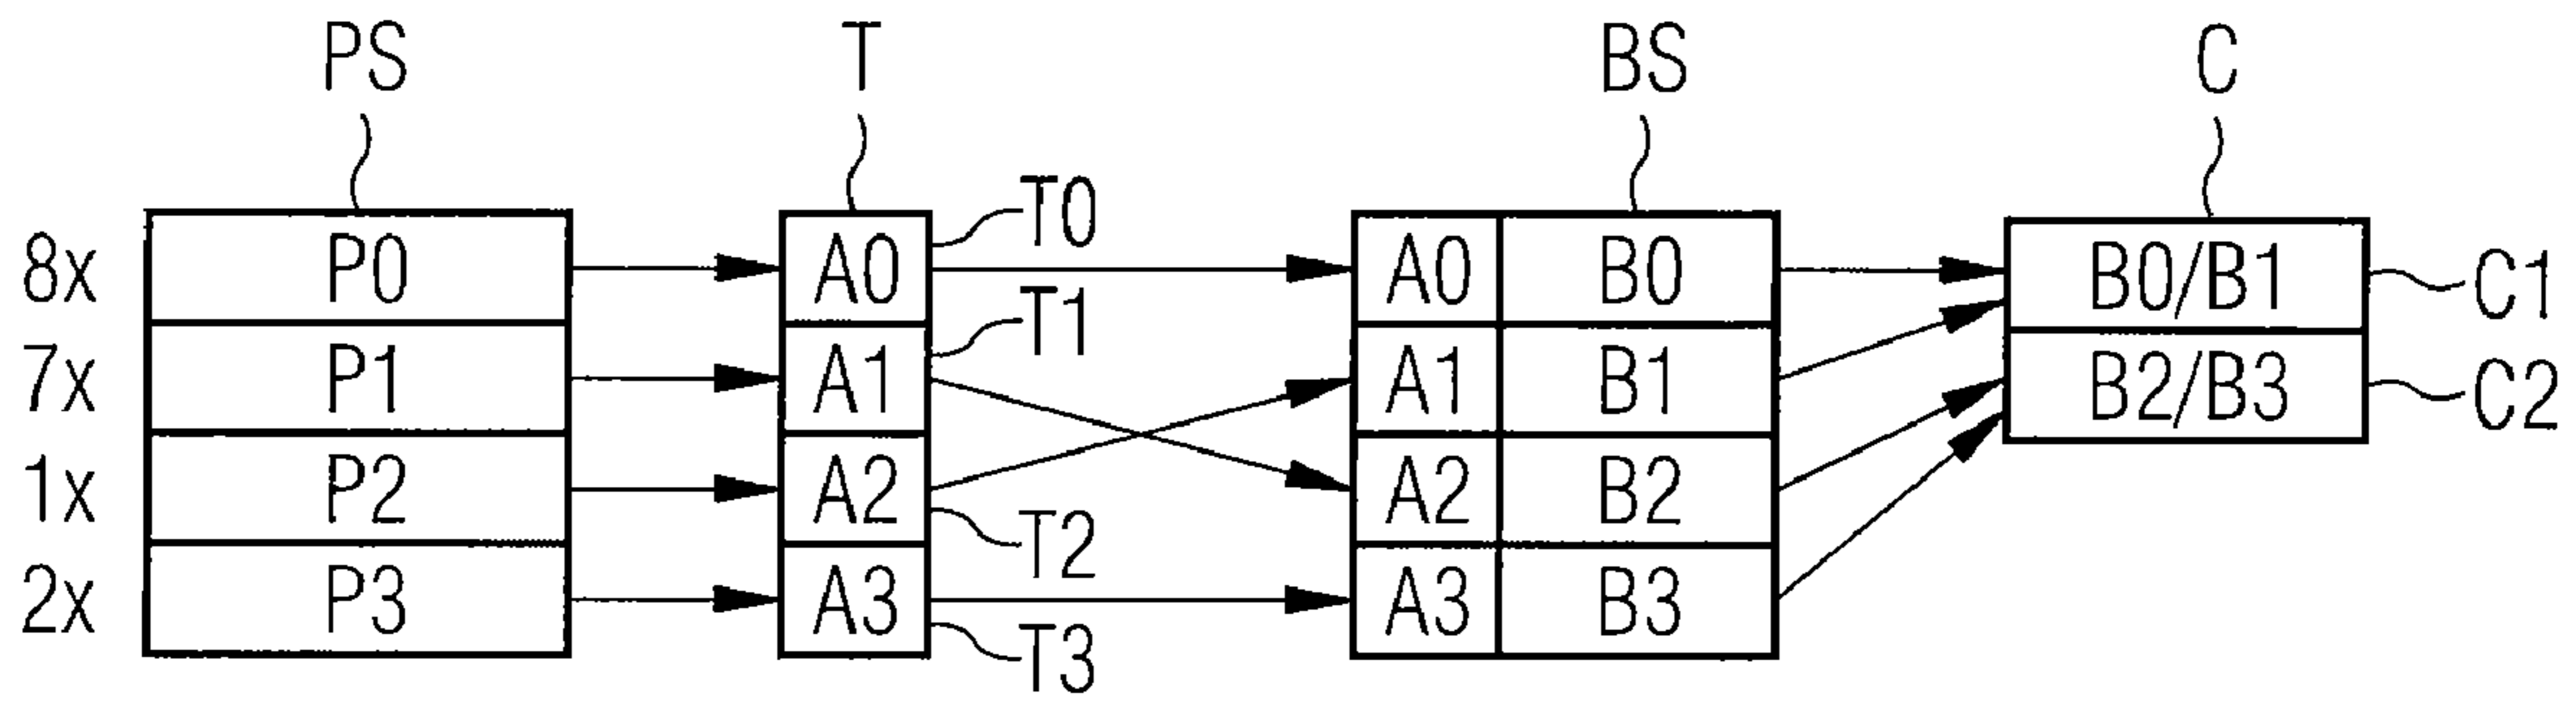 PS T BS C
T0
8x P0 A0 A0 B0 B0/B1 C1
T1
7x P1 A1 A1 B1 B2/B3 C2
1x P2 A2 A2 B2
T2
2x P3 A3 A3 B3
T3